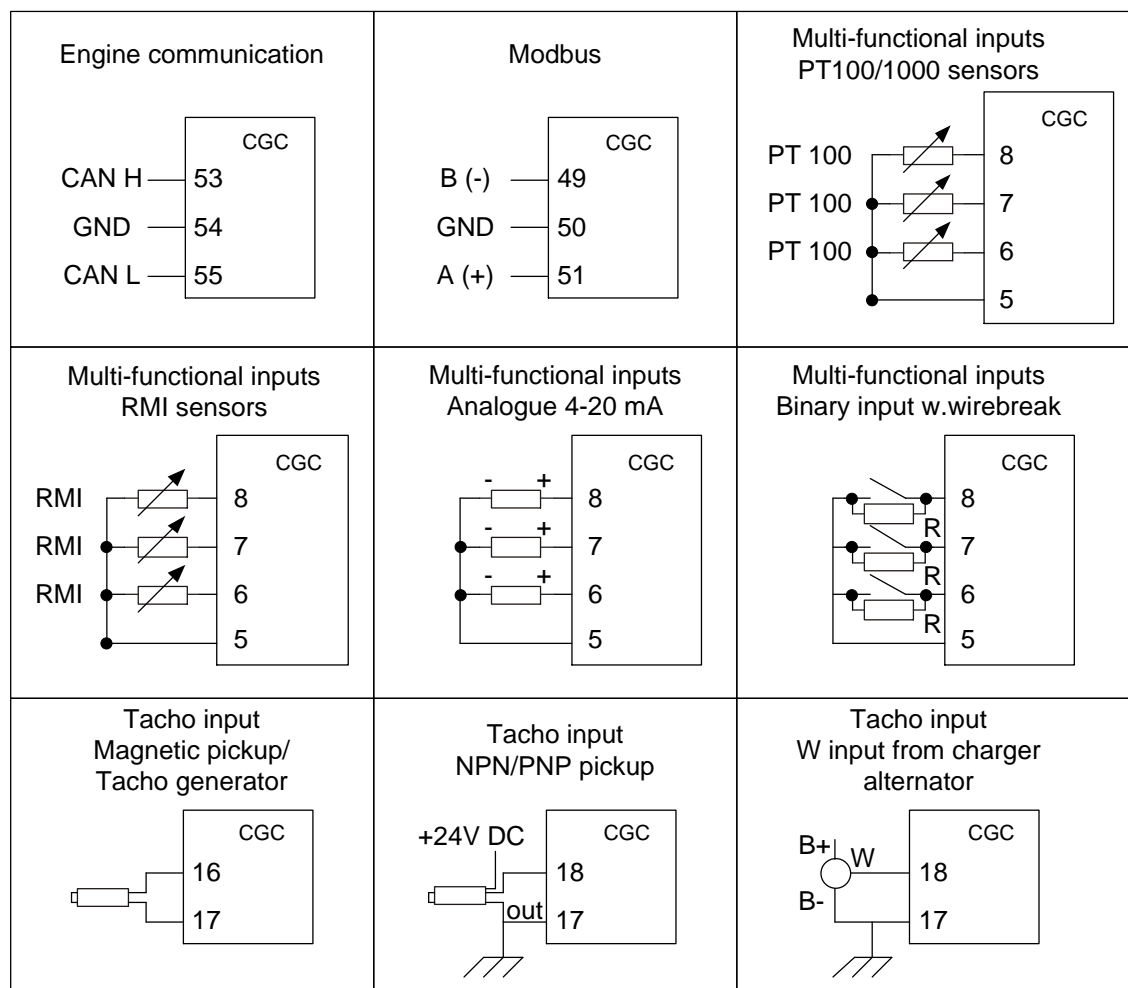 Engine communication
CGC
CAN H 53
GND 54
CAN L 55
Modbus
CGC
B (-) 49
GND 50
A (+) 51
Multi-functional inputs
PT100/1000 sensors
CGC
PT 100 8
PT 100 7
PT 100 6
5
Multi-functional inputs
RMI sensors
CGC
RMI 8
RMI 7
RMI 6
5
Multi-functional inputs
Analogue 4-20 mA
CGC
- + 8
- + 7
- + 6
5
Multi-functional inputs
Binary input w.wirebreak
CGC
8
R
7
R
6
R
5
Tacho input
Magnetic pickup/
Tacho generator
CGC
16
17
Tacho input
NPN/PNP pickup
+24V DC
CGC
18
out 17
Tacho input
W input from charger
alternator
CGC
B+
W 18
B-
17